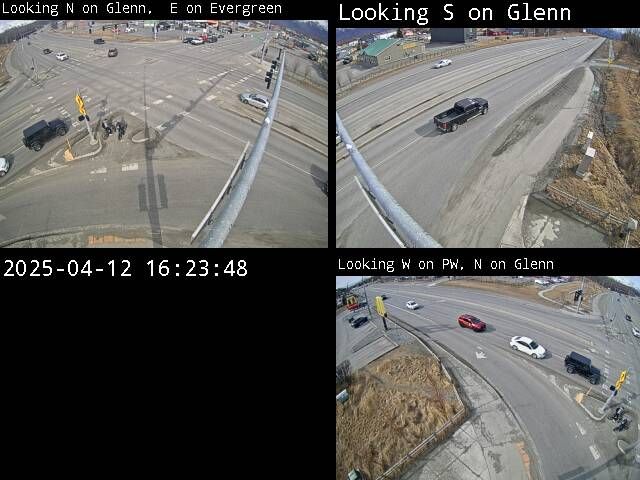 Looking N on Glenn, E on Evergreen
Looking S on Glenn
2025-04-12 16:23:48
Looking W on PW, N on Glenn